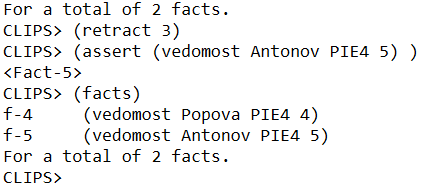 For a total of 2 facts.
CLIPS> (retract 3)
CLIPS> (assert (vedomost Antonov PIE4 5) )
<Fact-5>
CLIPS> (facts)
f-4     (vedomost Popova PIE4 4)
f-5     (vedomost Antonov PIE4 5)
For a total of 2 facts.
CLIPS>